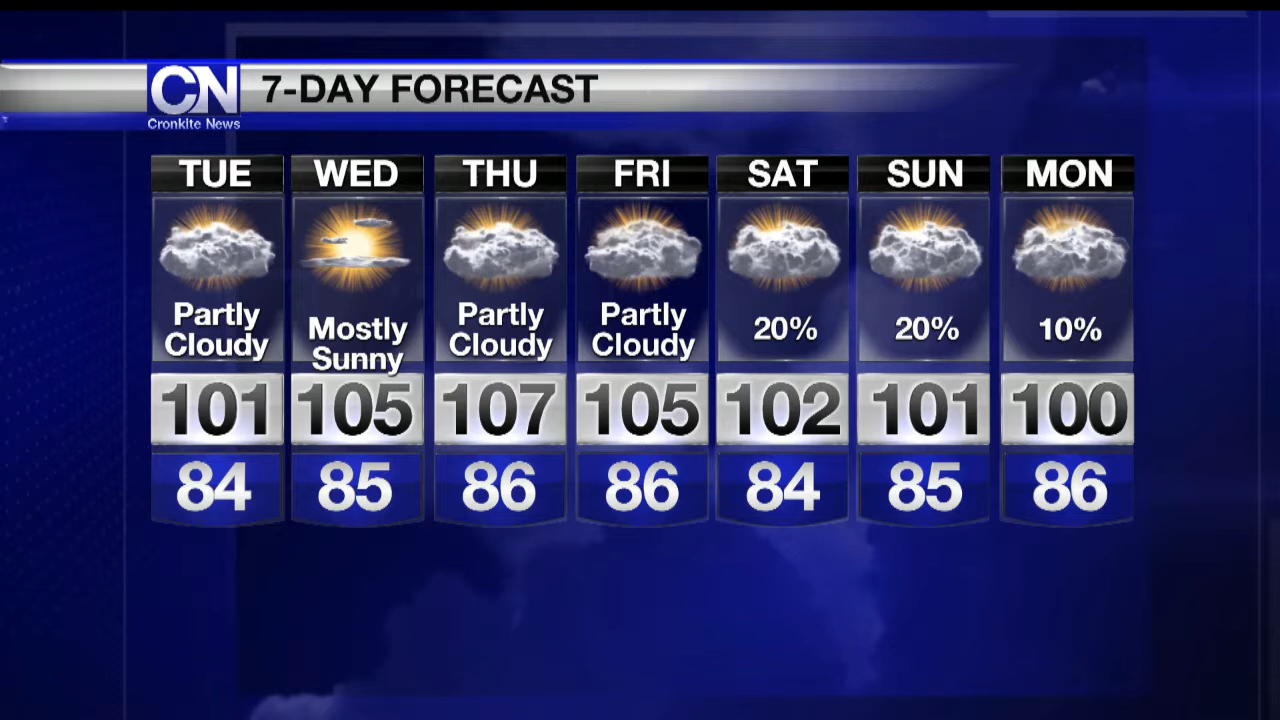 CN 7-DAY FORECAST
Cronkite News
TUE WED THU FRI SAT SUN MON
Partly Cloudy
Mostly Sunny
Partly Cloudy
Partly Cloudy
20%
20%
10%
101 105 107 105 102 101 100
84 85 86 86 84 85 86